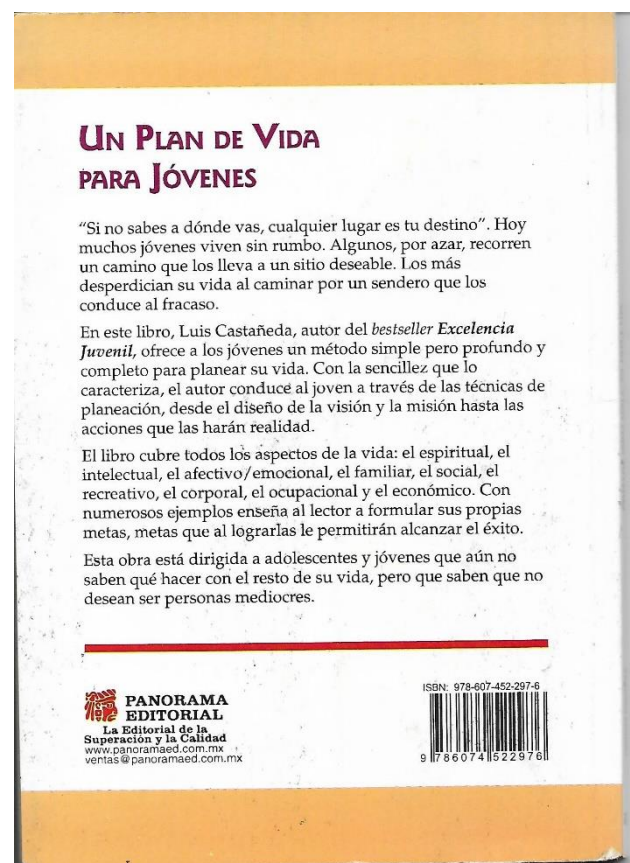 UN PLAN DE VIDA
PARA JÓVENES
“Si no sabes a dónde vas, cualquier lugar es tu destino”. Hoy
muchos jóvenes viven sin rumbo. Algunos, por azar, recorren
un camino que los lleva a un sitio deseable. Los más
desperdician su vida al caminar por un sendero que los
conduce al fracaso.
En este libro, Luis Castañeda, autor del bestseller Excelencia
Juvenil, ofrece a los jóvenes un método simple pero profundo y
completo para planear su vida. Con la sencillez que lo
caracteriza, el autor conduce al joven a través de las técnicas de
planeación, desde el diseño de la visión y la misión hasta las
acciones que las harán realidad.
El libro cubre todos los aspectos de la vida: el espiritual, el
intelectual, el afectivo/emocional, el familiar, el social, el
recreativo, el corporal, el ocupacional y el económico. Con
numerosos ejemplos enseña al lector a formular sus propias
metas, metas que al lograrlas le permitirán alcanzar el éxito.
Esta obra está dirigida a adolescentes y jóvenes que aún no
saben qué hacer con el resto de su vida, pero que saben que no
desean ser personas mediocres.
PANORAMA
EDITORIAL
La Editorial de la
Superación y la Calidad
www.panoramaed.com.mx
ventas@panoramaed.com.mx
ISBN: 978-607-452-297-6
9 786074 522976